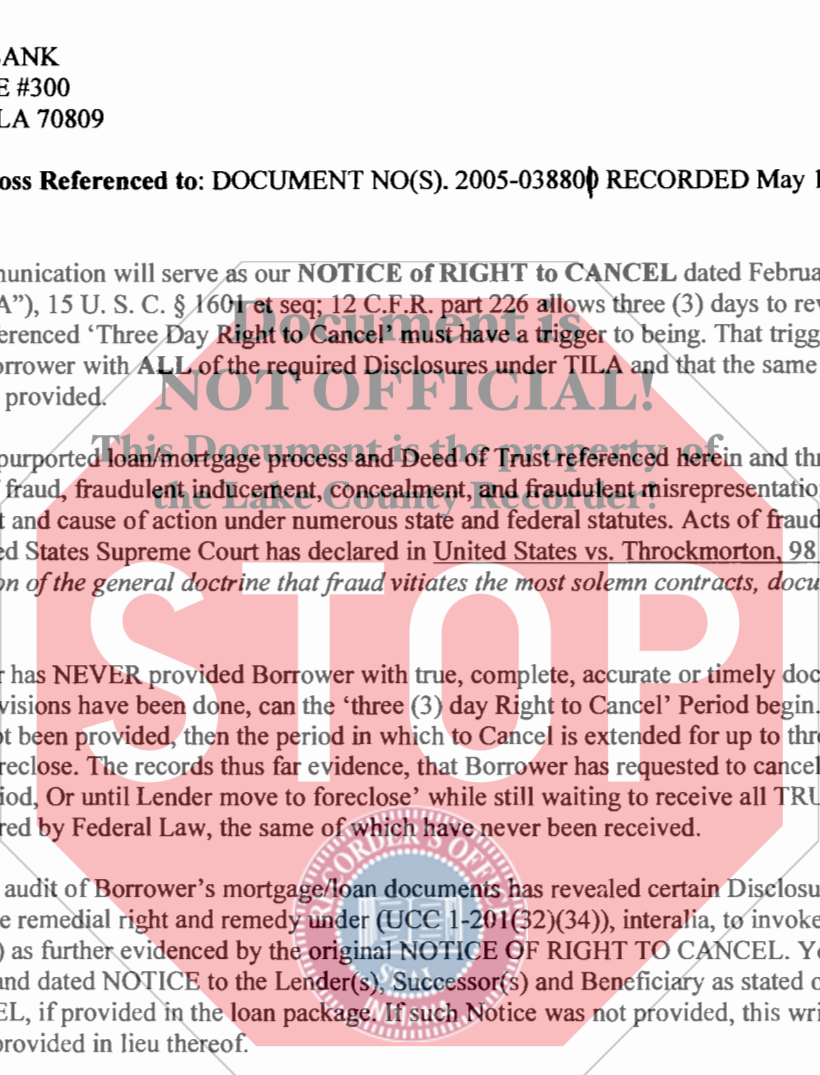 BANK
E #300
LA 70809
oss Referenced to: DOCUMENT NO(S). 2005-038800 RECORDED May 1
munication will serve as our NOTICE of RIGHT to CANCEL dated Februa
A”), 15 U. S. C. § 1601 et seq; 12 C.F.R. part 226 allows three (3) days to re
erenced ‘Three Day Right to Cancel’ must have a trigger to being. That trigg
orrower with ALL of the required Disclosures under TILA and that the same
provided.
purported loan/mortgage process and Deed of Trust referenced herein and thr
fraud, fraudulent inducement, concealment, and fraudulent misrepresentatio
t and cause of action under numerous state and federal statutes. Acts of fraud
ed States Supreme Court has declared in United States vs. Throckmorton, 98
on of the general doctrine that fraud vitiates the most solemn contracts, docu
r has NEVER provided Borrower with true, complete, accurate or timely doc
visions have been done, can the ‘three (3) day Right to Cancel’ Period begin.
t been provided, then the period in which to Cancel is extended for up to thre
reclose. The records thus far evidence, that Borrower has requested to cancel
iod, Or until Lender move to foreclose’ while still waiting to receive all TRU
red by Federal Law, the same of which have never been received.
audit of Borrower’s mortgage/loan documents has revealed certain Disclosu
e remedial right and remedy under (UCC 1-201(32)(34)), interalia, to invoke
) as further evidenced by the original NOTICE OF RIGHT TO CANCEL. Yo
and dated NOTICE to the Lender(s), Successor(s) and Beneficiary as stated o
EL, if provided in the loan package. If such Notice was not provided, this wri
provided in lieu thereof.
Document is
NOT OFFICIAL!
This Document is the property of
the Lake County Recorder!
STOP
RECORDER'S OFFICE
SEAL
INDIANA